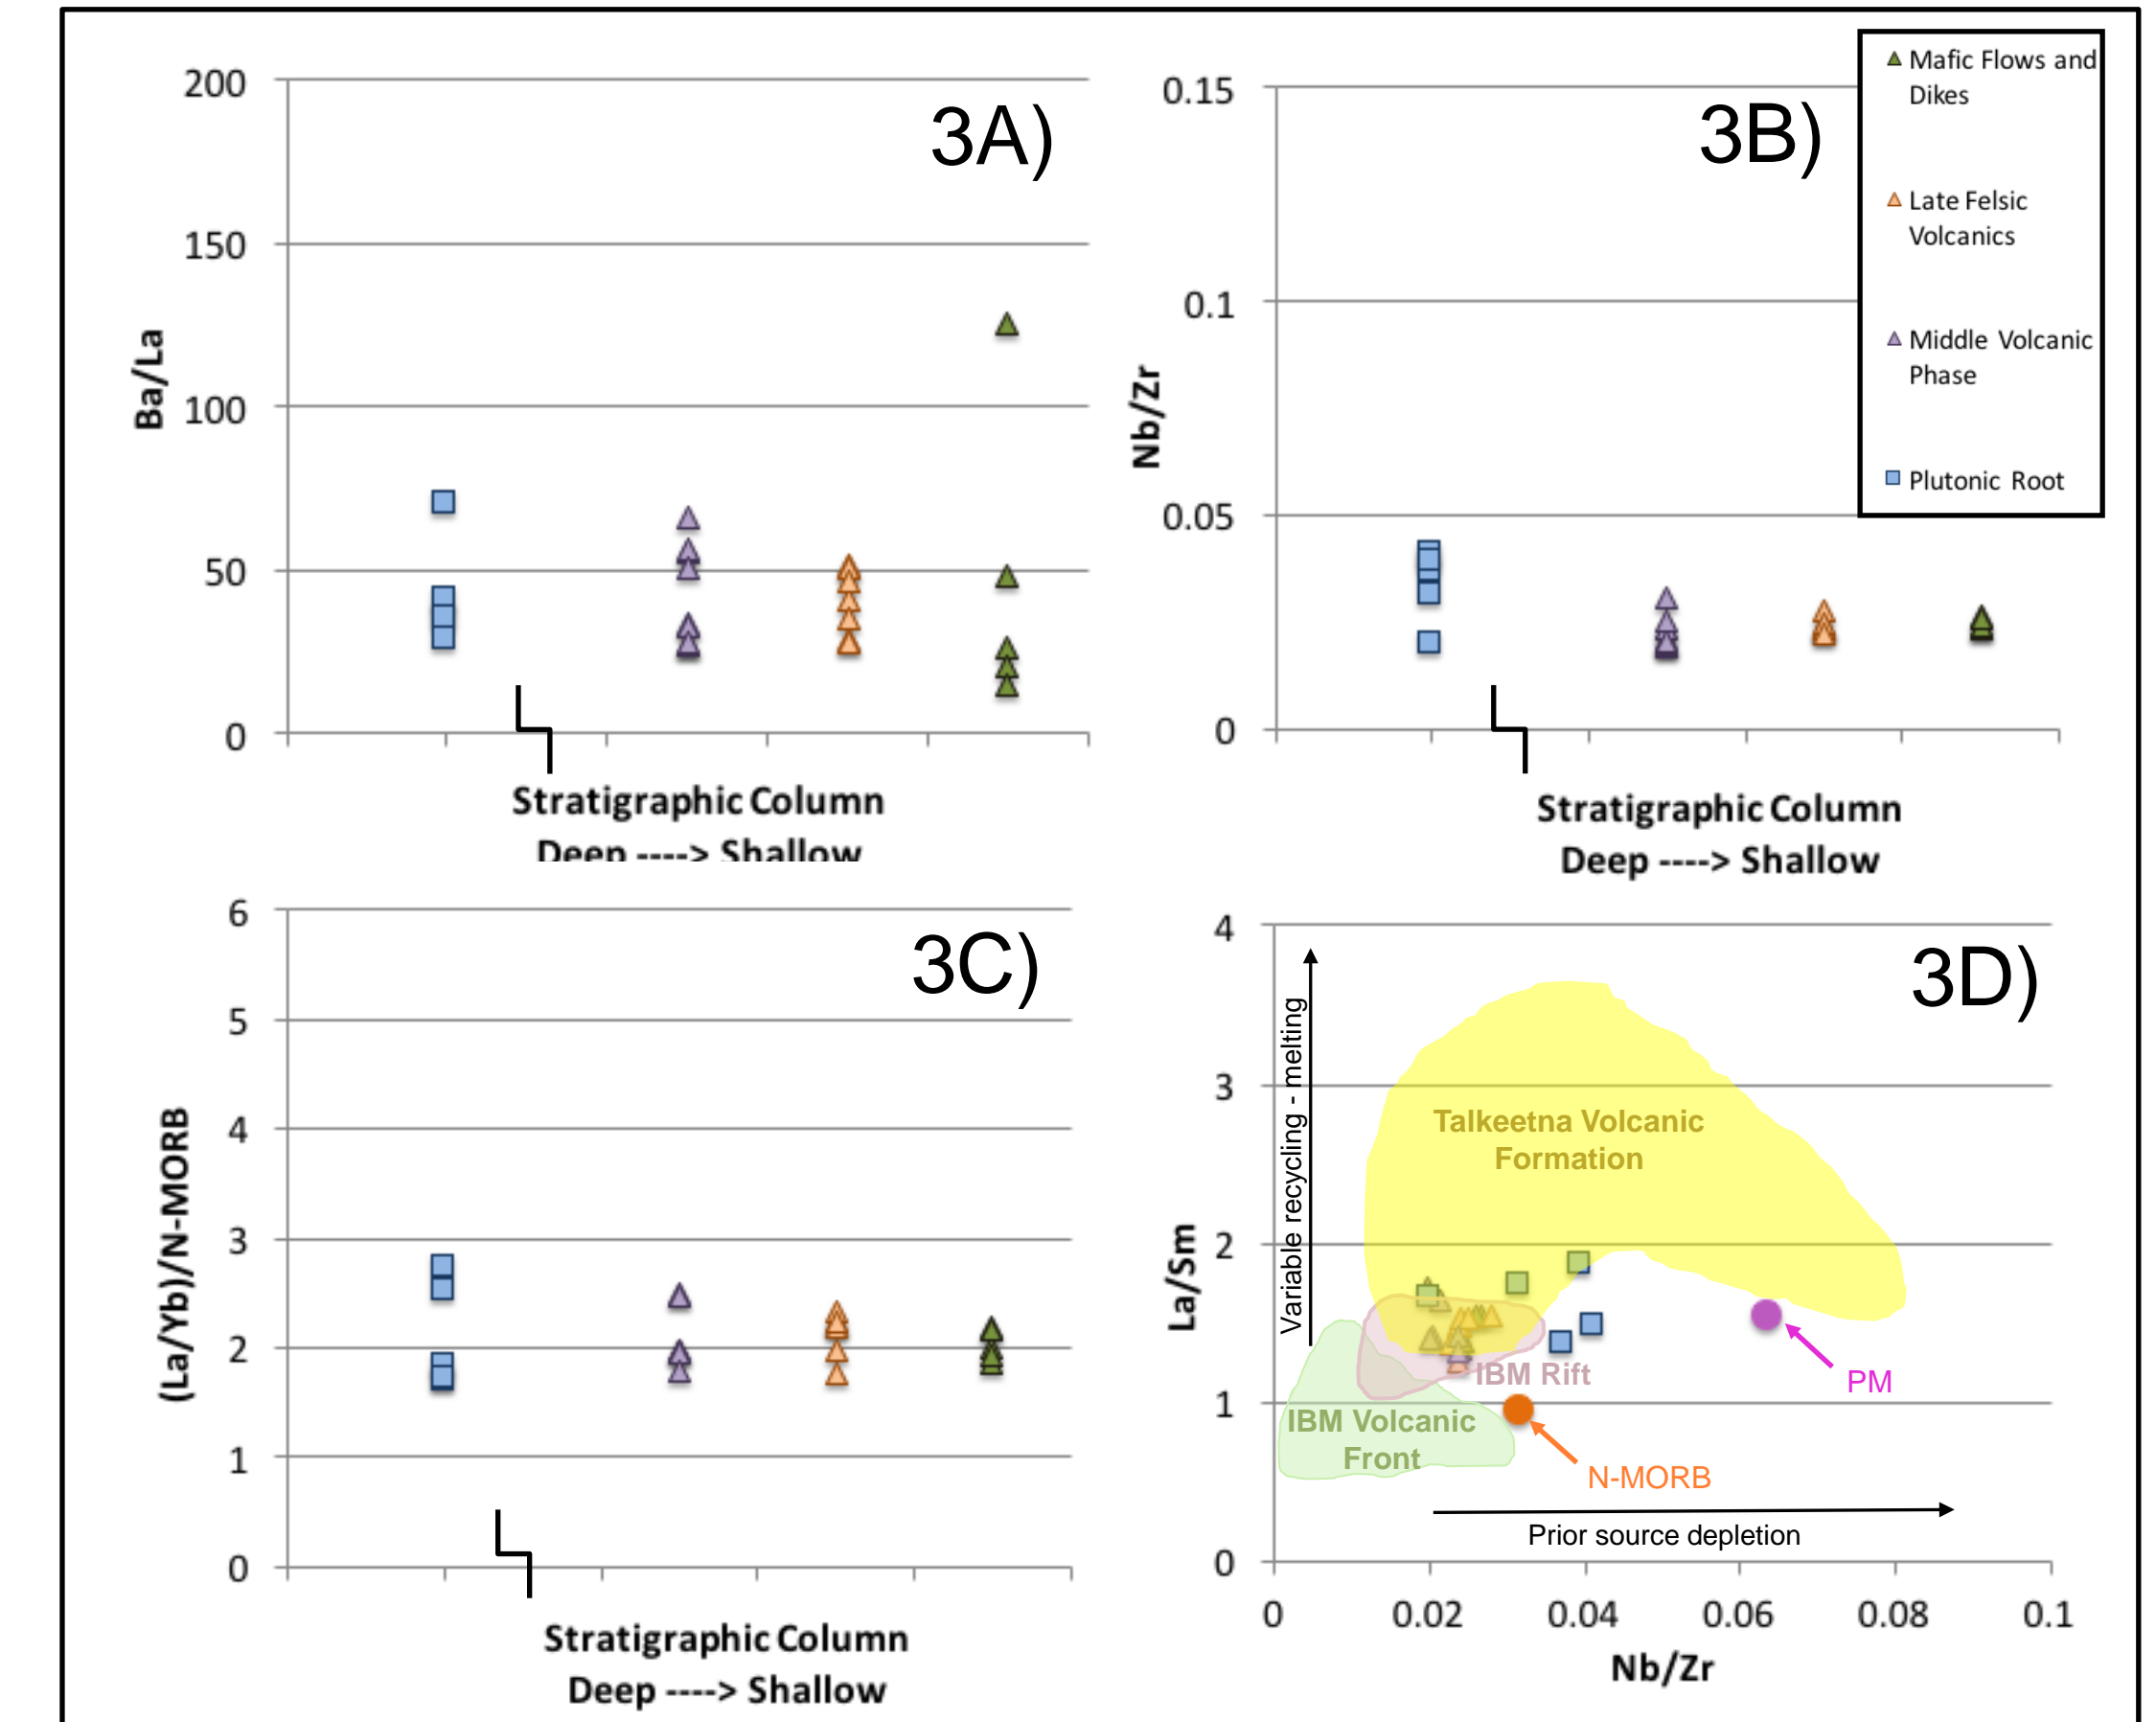 3A)
200
150
100
50
0
Ba/La
Stratigraphic Column
Deep ----> Shallow
3B)
0.15
0.1
0.05
0
Nb/Zr
Stratigraphic Column
Deep ----> Shallow
Mafic Flows and
Dikes
Late Felsic
Volcanics
Middle Volcanic
Phase
Plutonic Root
3C)
6
5
4
3
2
1
0
(La/Yb)/N-MORB
Stratigraphic Column
Deep ----> Shallow
3D)
4
3
2
1
0
La/Sm
Variable recycling - melting
Talkeetna Volcanic
Formation
IBM Rift
IBM Volcanic
Front
PM
N-MORB
Prior source depletion
0 0.02 0.04 0.06 0.08 0.1
Nb/Zr